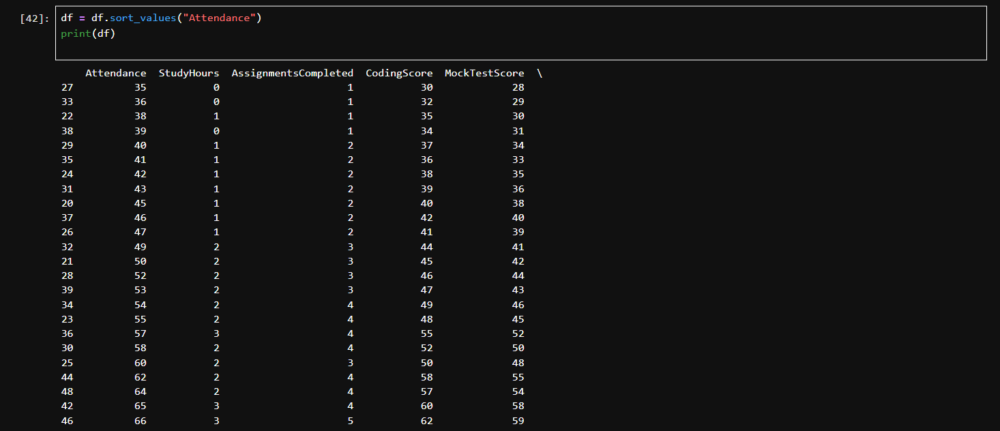 [42]: df = df.sort_values("Attendance")
print(df)
Attendance StudyHours AssignmentsCompleted CodingScore MockTestScore \
27 35 0 1 30 28
33 36 0 1 32 29
22 38 1 1 35 30
38 39 0 1 34 31
29 40 1 2 37 34
35 41 1 2 36 33
24 42 1 2 38 35
31 43 1 2 39 36
20 45 1 2 40 38
37 46 1 2 42 40
26 47 1 2 41 39
32 49 2 3 44 41
21 50 2 3 45 42
28 52 2 3 46 44
39 53 2 3 47 43
34 54 2 4 49 46
23 55 2 4 48 45
36 57 3 4 55 52
30 58 2 4 52 50
25 60 2 3 50 48
44 62 2 4 58 55
48 64 2 4 57 54
42 65 3 4 60 58
46 66 3 5 62 59